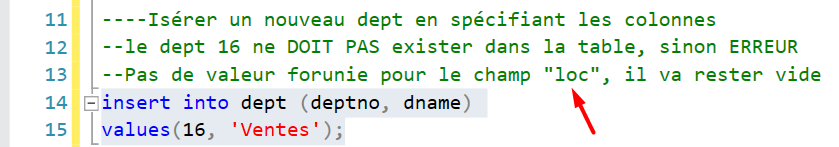 11 ----Isérer un nouveau dept en spécifiant les colonnes
12 --le dept 16 ne DOIT PAS exister dans la table, sinon ERREUR
13 --Pas de valeur forunie pour le champ "loc", il va rester vide
14 insert into dept (deptno, dname)
15 values(16, 'Ventes');